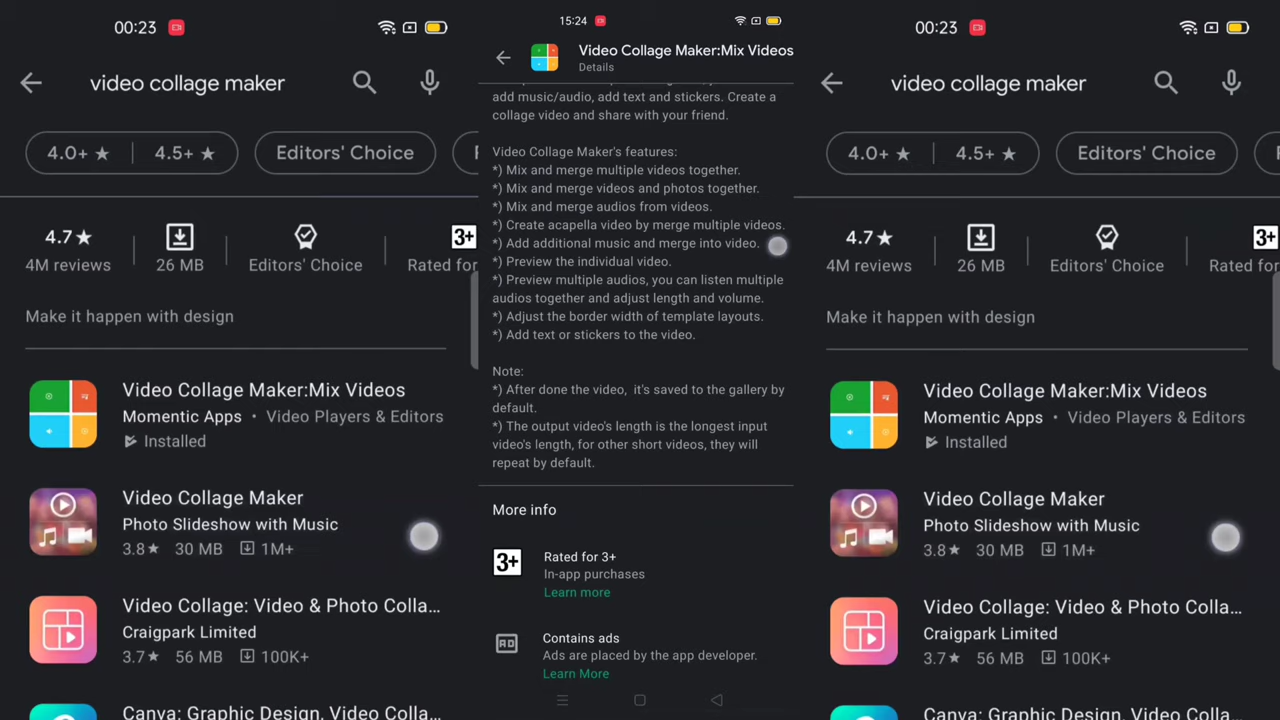 00:23
video collage maker
4.0+ ★ 4.5+ ★ Editors' Choice
4.7★ 3+
4M reviews 26 MB Editors' Choice Rated for
Make it happen with design
Video Collage Maker:Mix Videos
Momentic Apps • Video Players & Editors
Installed
Video Collage Maker
Photo Slideshow with Music
3.8★ 30 MB 1M+
Video Collage: Video & Photo Colla…
Craigpark Limited
3.7★ 56 MB 100K+
Canva: Graphic Design, Video Colla…
15:24
Video Collage Maker:Mix Videos
Details
add music/audio, add text and stickers. Create a
collage video and share with your friend.
Video Collage Maker's features:
*) Mix and merge multiple videos together.
*) Mix and merge videos and photos together.
*) Mix and merge audios from videos.
*) Create acapella video by merge multiple videos.
*) Add additional music and merge into video.
*) Preview the individual video.
*) Preview multiple audios, you can listen multiple
audios together and adjust length and volume.
*) Adjust the border width of template layouts.
*) Add text or stickers to the video.
Note:
*) After done the video, it's saved to the gallery by
default.
*) The output video's length is the longest input
video's length, for other short videos, they will
repeat by default.
More info
3+
Rated for 3+
In-app purchases
Learn more
AD
Contains ads
Ads are placed by the app developer.
Learn More
00:23
video collage maker
4.0+ ★ 4.5+ ★ Editors' Choice
4.7★ 3+
4M reviews 26 MB Editors' Choice Rated for
Make it happen with design
Video Collage Maker:Mix Videos
Momentic Apps • Video Players & Editors
Installed
Video Collage Maker
Photo Slideshow with Music
3.8★ 30 MB 1M+
Video Collage: Video & Photo Colla…
Craigpark Limited
3.7★ 56 MB 100K+
Canva: Graphic Design, Video Colla…